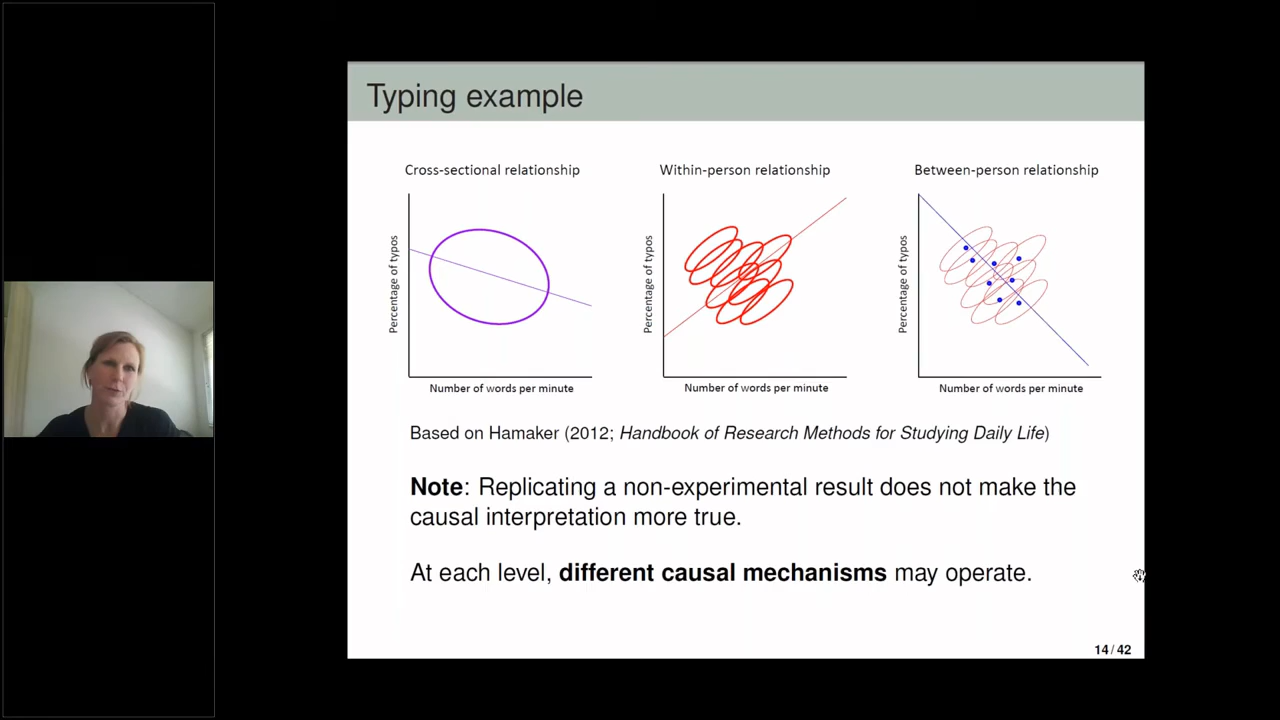 Typing example
Cross-sectional relationship
Within-person relationship
Between-person relationship
Percentage of typos
Percentage of typos
Percentage of typos
Number of words per minute
Number of words per minute
Number of words per minute
Based on Hamaker (2012; Handbook of Research Methods for Studying Daily Life)
Note: Replicating a non-experimental result does not make the
causal interpretation more true.
At each level, different causal mechanisms may operate.
14 / 42